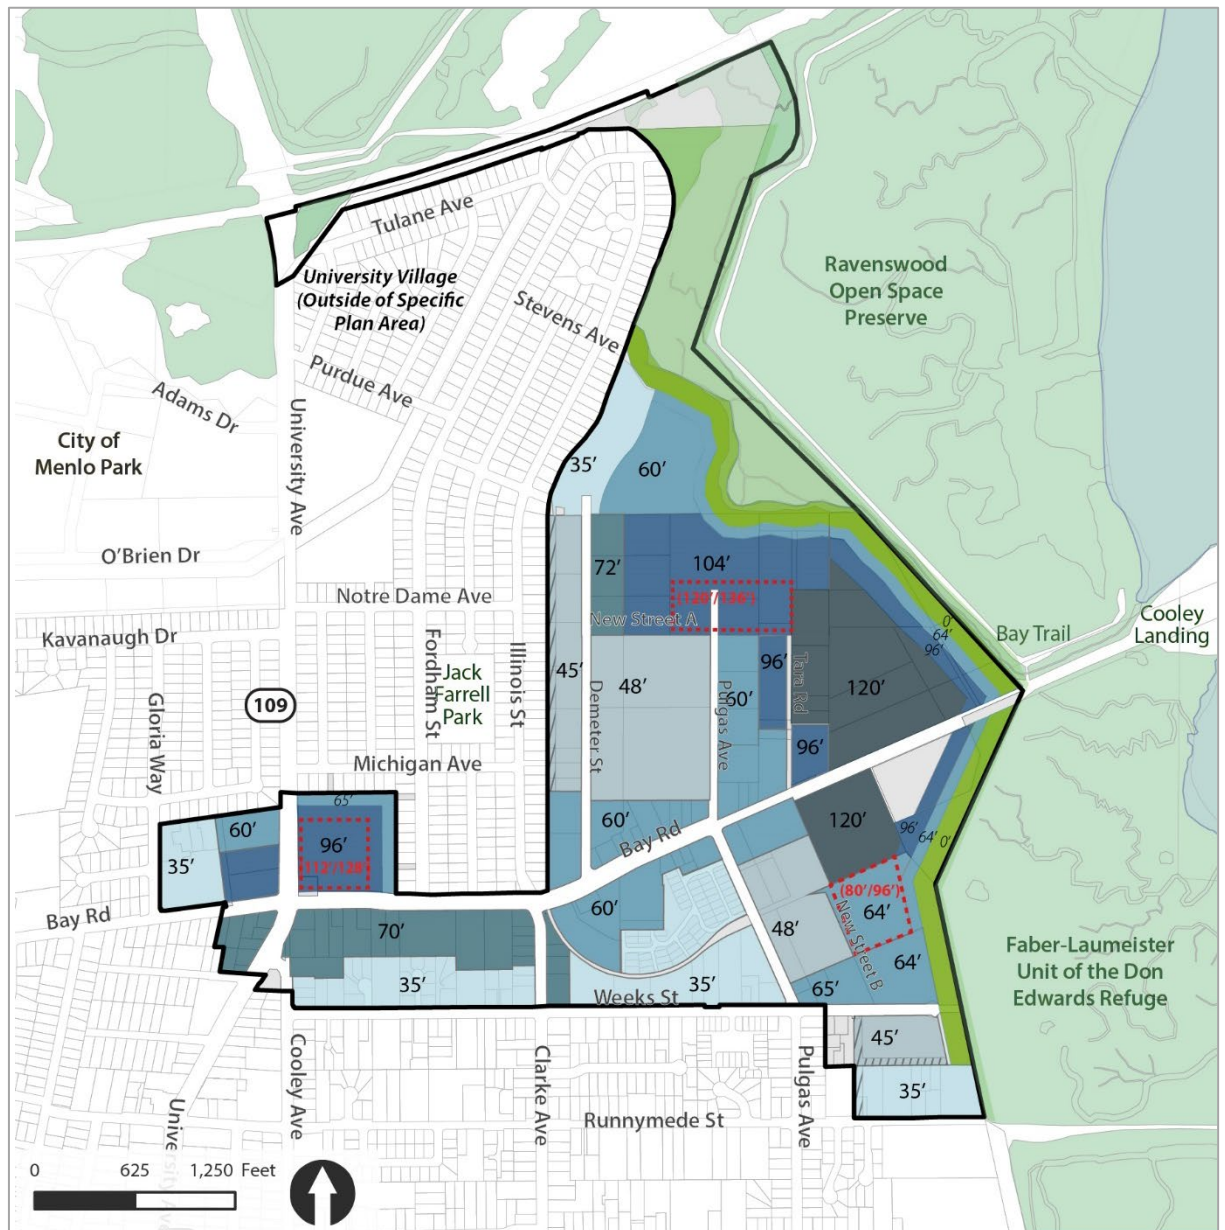 Tulane Ave
University Village
(Outside of Specific
Plan Area)
Stevens Ave
Ravenswood
Open Space
Preserve
Purdue Ave
Adams Dr
University Ave
City of
Menlo Park
35’
60’
O’Brien Dr
72’
104’
Notre Dame Ave
New Street A
Kavanaugh Dr
0’
64’
96’
Bay Trail
Cooley
Landing
Fordham St
Jack
Farrell
Park
Illinois St
45’
48’
Demeter St
Pulgas Ave
60’
96’
Tara Rd
120’
109
Gloria Way
Michigan Ave
96’
65’
60’
96’
(112’/128’)
35’
60’
Bay Rd
120’
96’
64’
0’
(80’/96’)
64’
New Street B
Bay Rd
70’
60’
48’
64’
65’
35’
Weeks St
35’
Faber-Laumeister
Unit of the Don
Edwards Refuge
45’
35’
Cooley Ave
Clarke Ave
Pulgas Ave
Runnymede St
University Ave
0
625
1,250 Feet